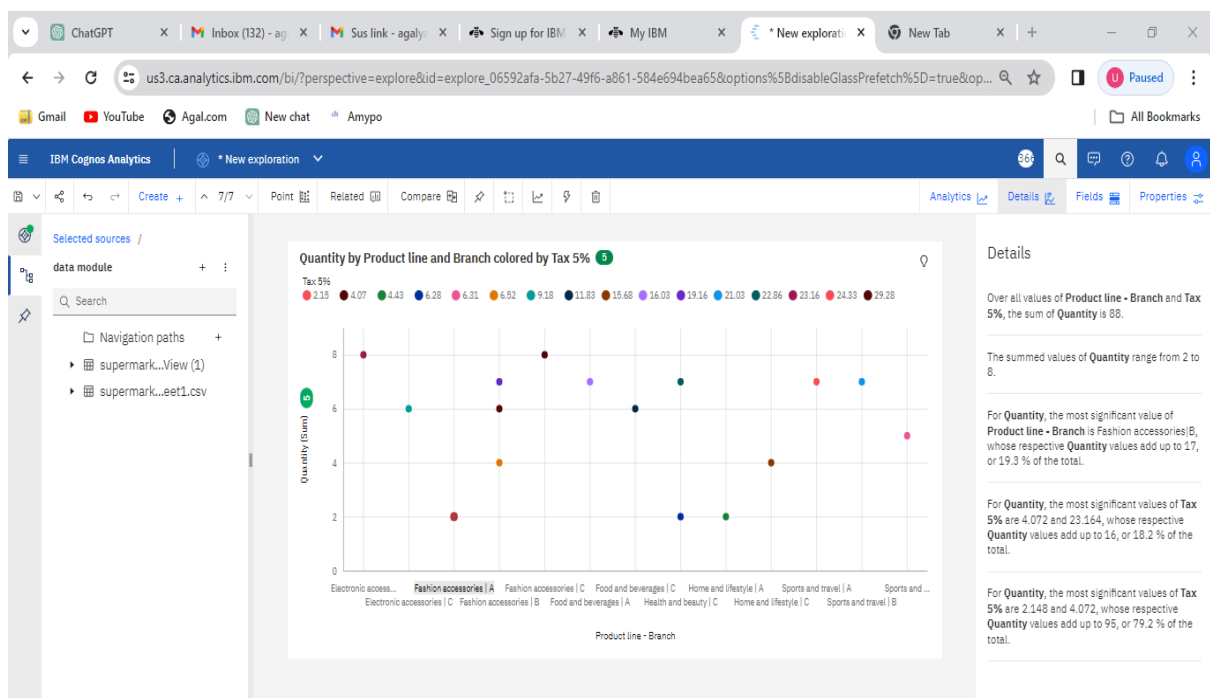 ChatGPT
Inbox (132) - ag
Sus link - agalya
Sign up for IBM
My IBM
* New explorati
New Tab
us3.ca.analytics.ibm.com/bi/?perspective=explore&id=explore_06592afa-5b27-49f6-a861-584e694bea65&options%5BdisableGlassPrefetch%5D=true&op...
U Paused
Gmail YouTube Agal.com New chat Amypo All Bookmarks
IBM Cognos Analytics * New exploration
Create + 7/7 Point Related Compare Analytics Details Fields Properties
Selected sources /
data module
Search
Navigation paths
supermark...View (1)
supermark...eet1.csv
Quantity by Product line and Branch colored by Tax 5% 5
Tax 5%
2.15 4.07 4.43 6.28 6.31 6.52 9.18 11.83 15.68 16.03 19.16 21.03 22.86 23.16 24.33 29.28
8
6
4
2
0
5
Quantity (Sum)
Electronic access... Fashion accessories | A Fashion accessories | C Food and beverages | C Home and lifestyle | A Sports and travel | A Sports and ...
Electronic accessories | C Fashion accessories | B Food and beverages | A Health and beauty | C Home and lifestyle | C Sports and travel | B
Product line - Branch
Details
Over all values of Product line - Branch and Tax
5%, the sum of Quantity is 88.
The summed values of Quantity range from 2 to
8.
For Quantity, the most significant value of
Product line - Branch is Fashion accessories|B,
whose respective Quantity values add up to 17,
or 19.3 % of the total.
For Quantity, the most significant values of Tax
5% are 4.072 and 23.164, whose respective
Quantity values add up to 16, or 18.2 % of the
total.
For Quantity, the most significant values of Tax
5% are 2.148 and 4.072, whose respective
Quantity values add up to 95, or 79.2 % of the
total.